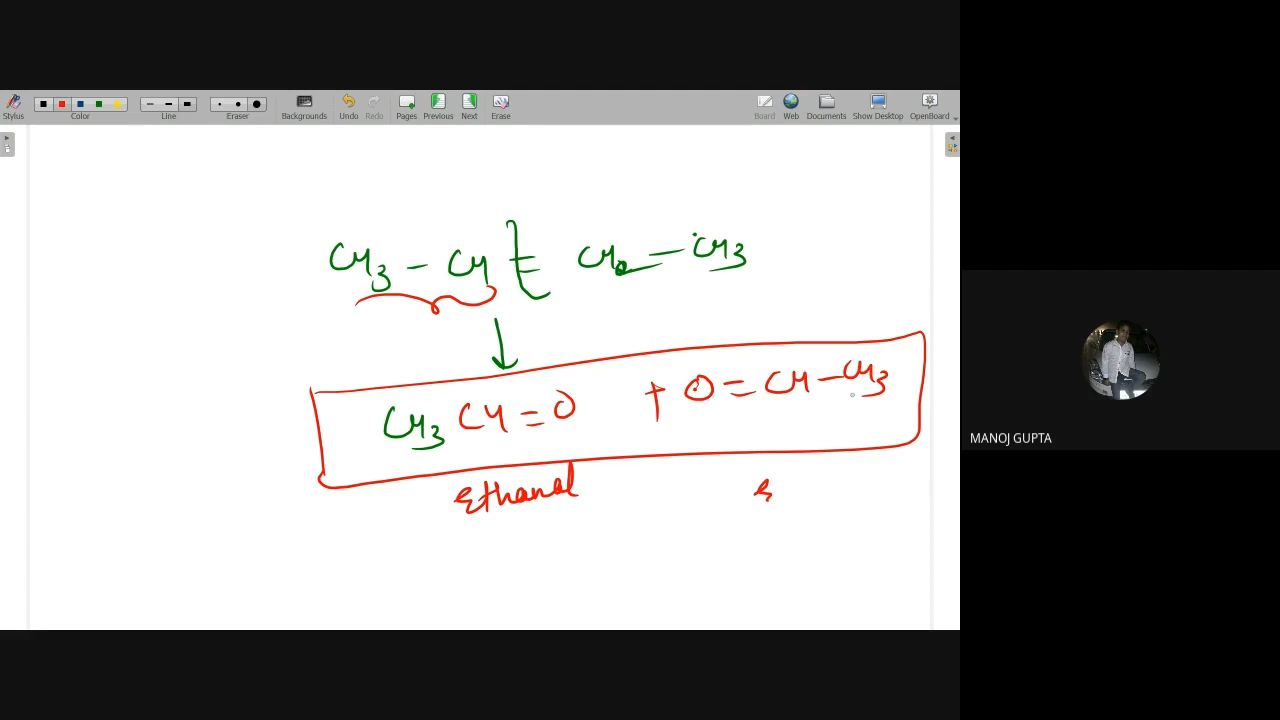 Stylus Color Line Eraser Backgrounds Undo Redo Pages Previous Next Erase Board Web Documents Show Desktop OpenBoard
CH3 - CH = CH - CH3
CH3 CH = O + O = CH - CH3
Ethanal
MANOJ GUPTA